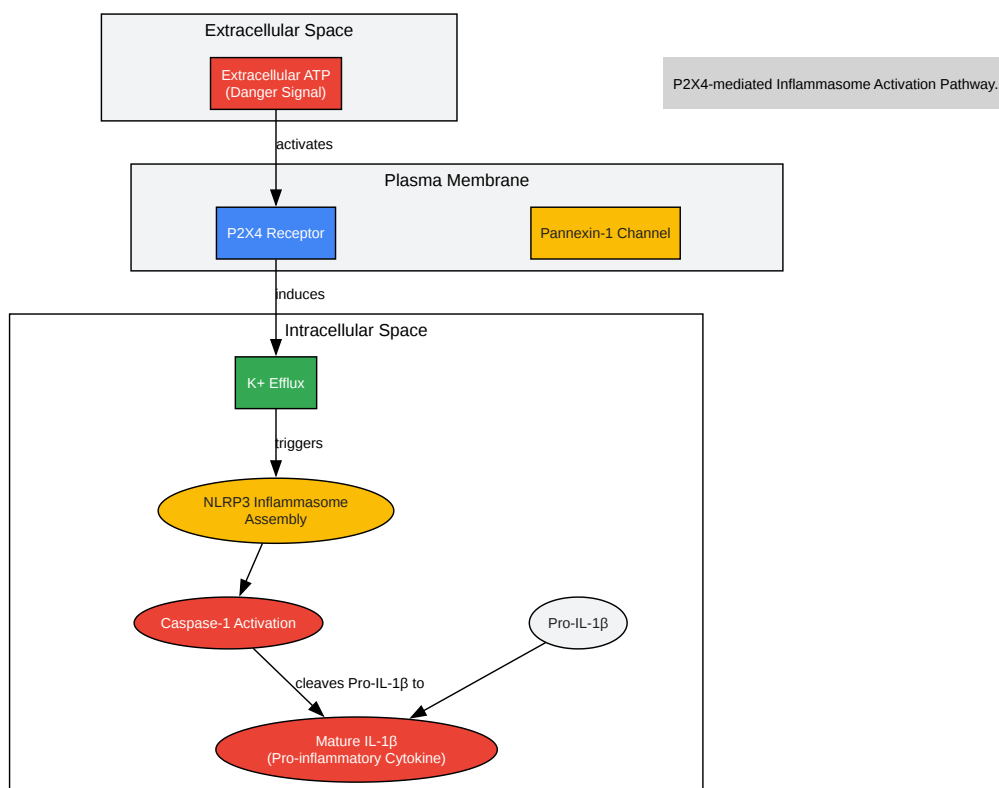 Extracellular Space
Extracellular ATP
(Danger Signal)
P2X4-mediated Inflammasome Activation Pathway.
activates
Plasma Membrane
P2X4 Receptor
Pannexin-1 Channel
induces
Intracellular Space
K+ Efflux
triggers
NLRP3 Inflammasome
Assembly
Caspase-1 Activation
Pro-IL-1β
cleaves Pro-IL-1β to
Mature IL-1β
(Pro-inflammatory Cytokine)